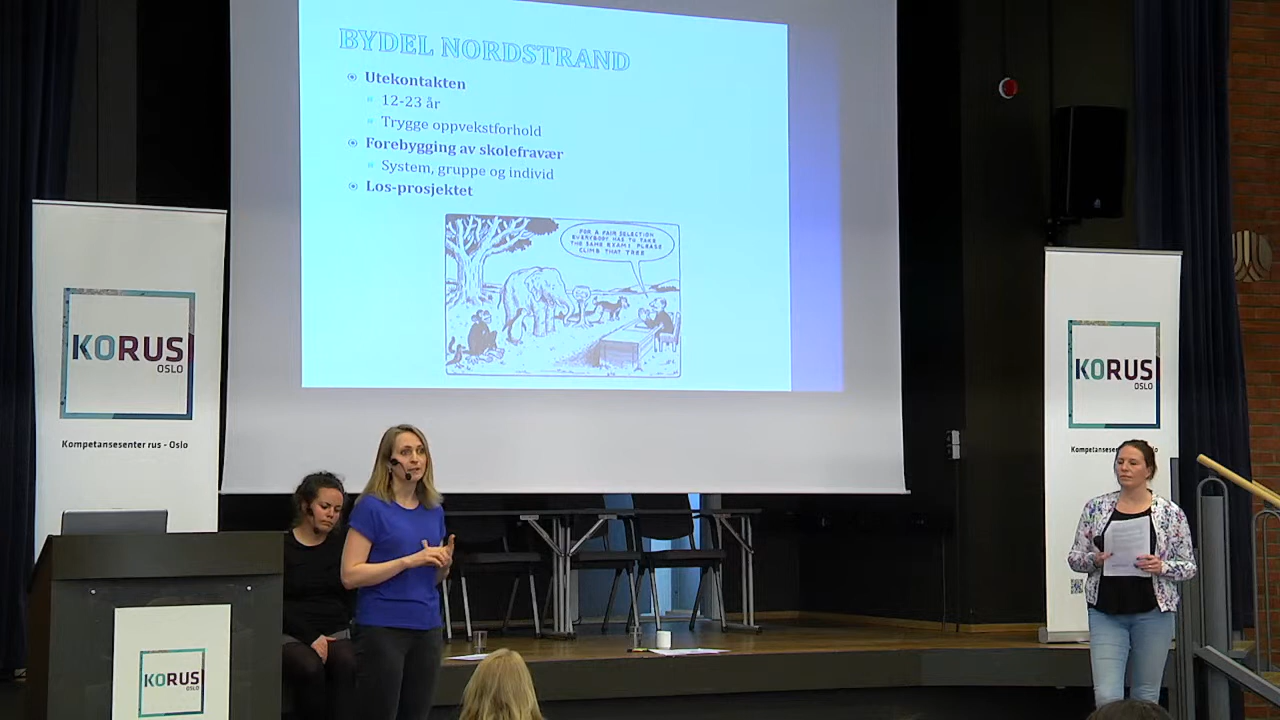 BYDEL NORDSTRAND
Utekontakten
12-23 år
Trygge oppvekstforhold
Forebygging av skolefravær
System, gruppe og individ
Los-prosjektet
FOR A FAIR SELECTION
EVERYBODY HAS TO TAKE
THE SAME EXAM: PLEASE
CLIMB THAT TREE
KORUS
OSLO
Kompetansesenter rus - Oslo
KORUS
OSLO
KORUS
OSLO